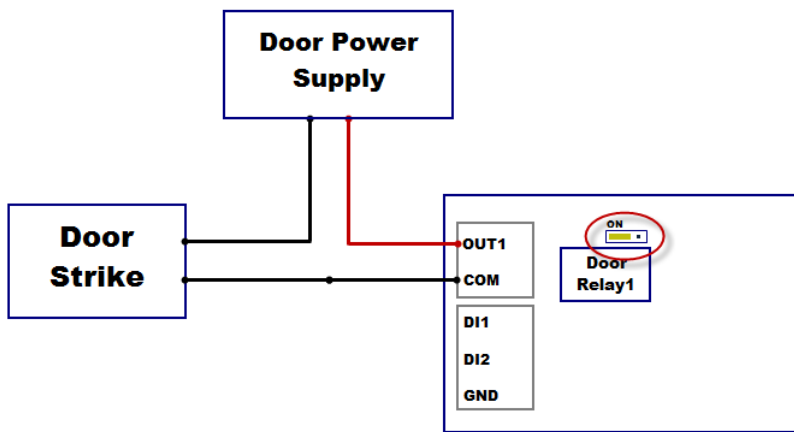 Door Power
Supply
Door
Strike
OUT1
COM
DI1
DI2
GND
ON
Door
Relay1